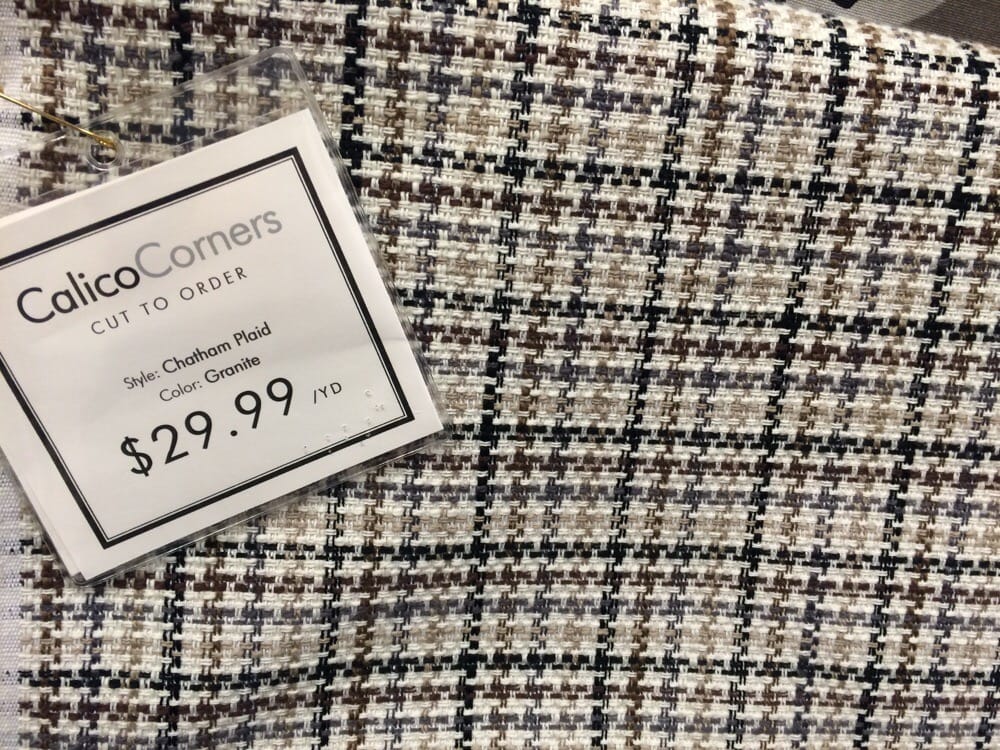 CalicoCorners
CUT TO ORDER
Style: Chatham Plaid
Color: Granite
$29.99 /YD